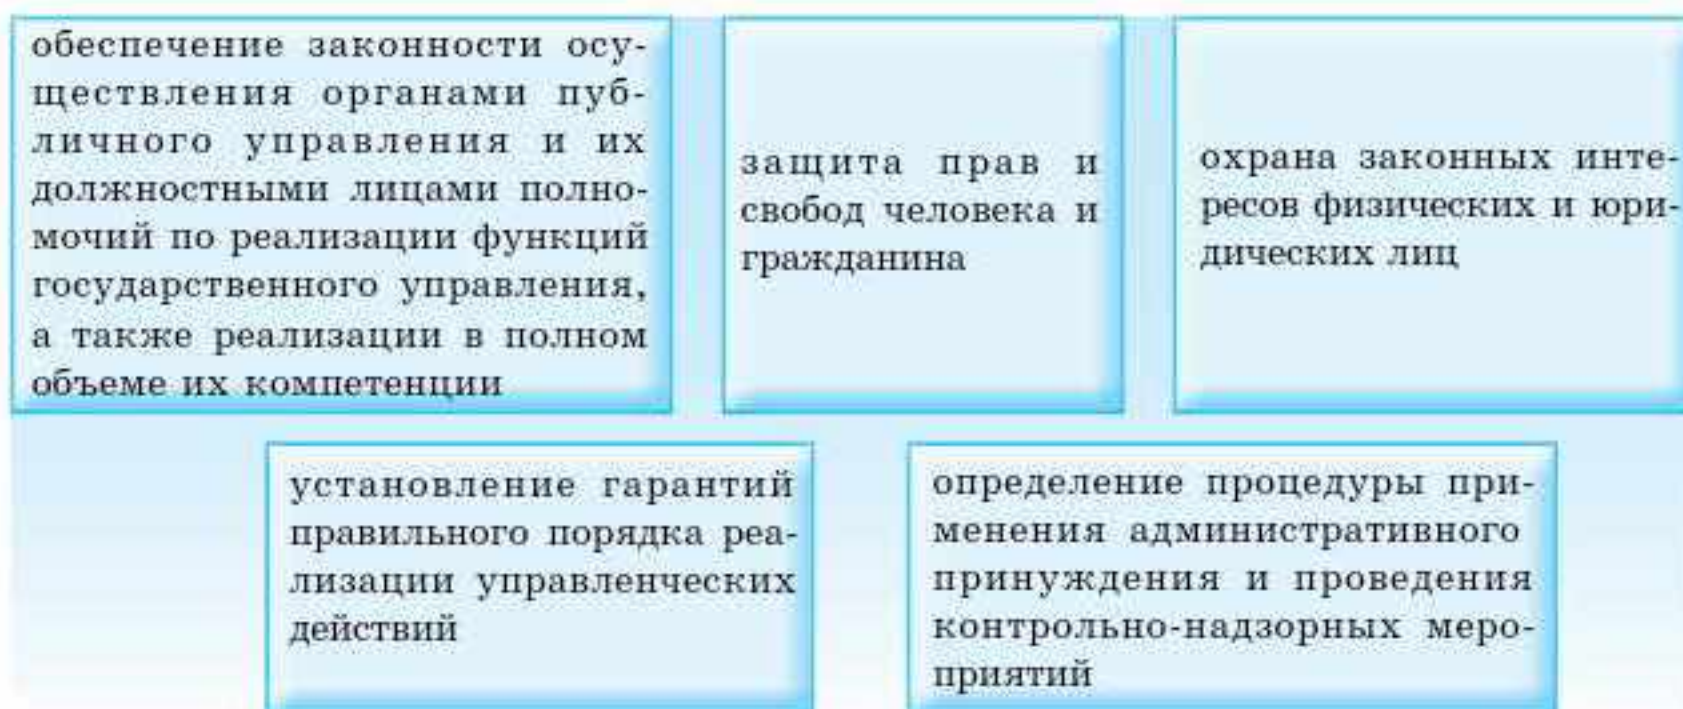 обеспечение законности осу-
ществления органами пуб-
личного управления и их
должностными лицами полно-
мочий по реализации функций
государственного управления,
а также реализации в полном
объеме их компетенции
защита прав и
свобод человека и
гражданина
охрана законных инте-
ресов физических и юри-
дических лиц
установление гарантий
правильного порядка реа-
лизации управленческих
действий
определение процедуры при-
менения административного
принуждения и проведения
контрольно-надзорных меро-
приятий